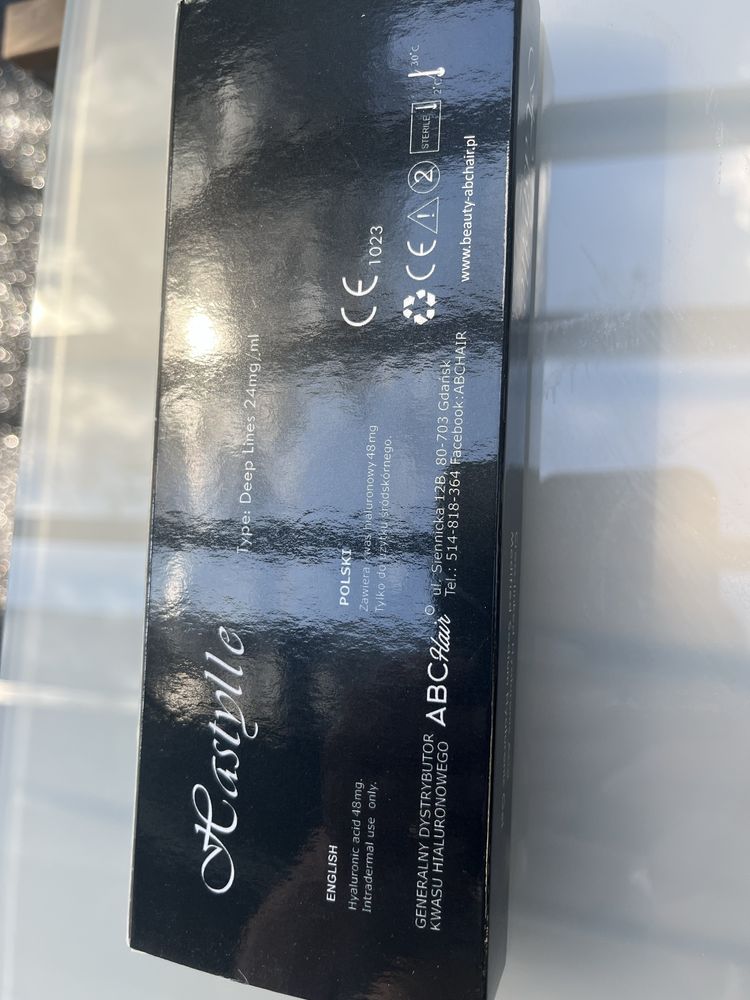 Hastylle
Type: Deep Lines 24mg/ml
ENGLISH
Hyaluronic acid 48mg.
Intradermal use only.
POLSKI
Zawiera kwas hialuronowy 48mg
Tylko do użytku śródskórnego.
CE
1023
GENERALNY DYSTRYBUTOR
KWASU HIALURONOWEGO
ABCHair
ul. Siennicka 12B, 80-703 Gdańsk
Tel.: 514-818-364 Facebook:ABCHAIR
CE ! 2 STERILE 2°C 30°C
www.beauty-abchair.pl